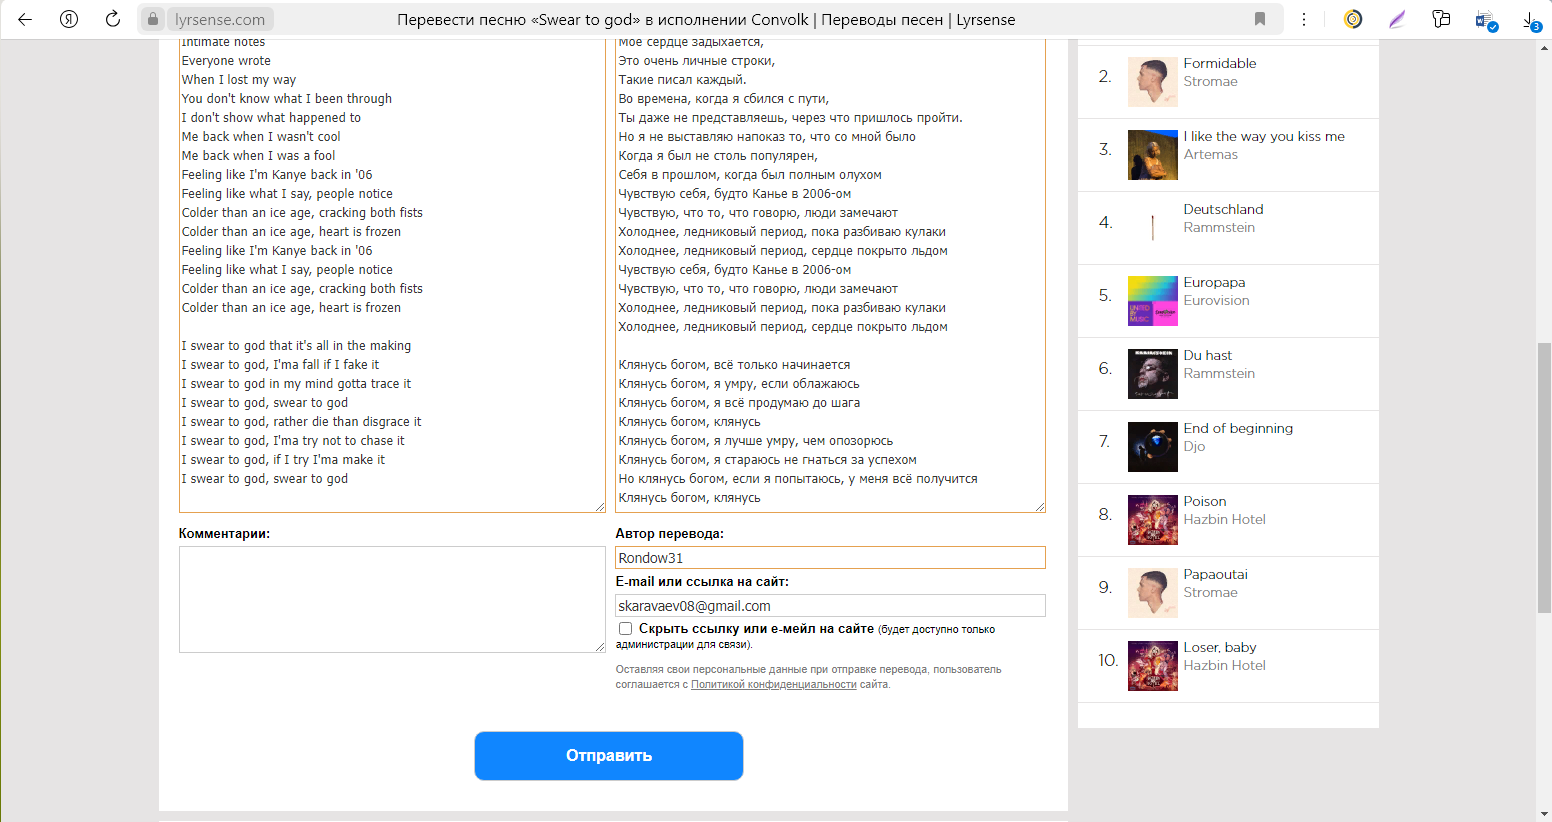 lyrsense.com
Перевести песню «Swear to god» в исполнении Convolk | Переводы песен | Lyrsense
3
Intimate notes
Everyone wrote
When I lost my way
You don't know what I been through
I don't show what happened to
Me back when I wasn't cool
Me back when I was a fool
Feeling like I'm Kanye back in '06
Feeling like what I say, people notice
Colder than an ice age, cracking both fists
Colder than an ice age, heart is frozen
Feeling like I'm Kanye back in '06
Feeling like what I say, people notice
Colder than an ice age, cracking both fists
Colder than an ice age, heart is frozen
I swear to god that it's all in the making
I swear to god, I'ma fall if I fake it
I swear to god in my mind gotta trace it
I swear to god, swear to god
I swear to god, rather die than disgrace it
I swear to god, I'ma try not to chase it
I swear to god, if I try I'ma make it
I swear to god, swear to god
Мое сердце задыхается,
Это очень личные строки,
Такие писал каждый.
Во времена, когда я сбился с пути,
Ты даже не представляешь, через что пришлось пройти.
Но я не выставляю напоказ то, что со мной было
Когда я был не столь популярен,
Себя в прошлом, когда был полным олухом
Чувствую себя, будто Канье в 2006-ом
Чувствую, что то, что говорю, люди замечают
Холоднее, ледниковый период, пока разбиваю кулаки
Холоднее, ледниковый период, сердце покрыто льдом
Чувствую себя, будто Канье в 2006-ом
Чувствую, что то, что говорю, люди замечают
Холоднее, ледниковый период, пока разбиваю кулаки
Холоднее, ледниковый период, сердце покрыто льдом
Клянусь богом, всё только начинается
Клянусь богом, я умру, если облажаюсь
Клянусь богом, я всё продумаю до шага
Клянусь богом, клянусь
Клянусь богом, я лучше умру, чем опозорюсь
Клянусь богом, я стараюсь не гнаться за успехом
Но клянусь богом, если я попытаюсь, у меня всё получится
Клянусь богом, клянусь
Комментарии:
Автор перевода:
Rondow31
E-mail или ссылка на сайт:
skaravaev08@gmail.com
Скрыть ссылку или е-мейл на сайте (будет доступно только
администрации для связи).
Оставляя свои персональные данные при отправке перевода, пользователь
соглашается с Политикой конфиденциальности сайта.
Отправить
2.
Formidable
Stromae
3.
I like the way you kiss me
Artemas
4.
Deutschland
Rammstein
5.
Europapa
Eurovision
UNITED
BY
MUSIC
6.
Du hast
Rammstein
7.
End of beginning
Djo
8.
Poison
Hazbin Hotel
9.
Papaoutai
Stromae
10.
Loser, baby
Hazbin Hotel